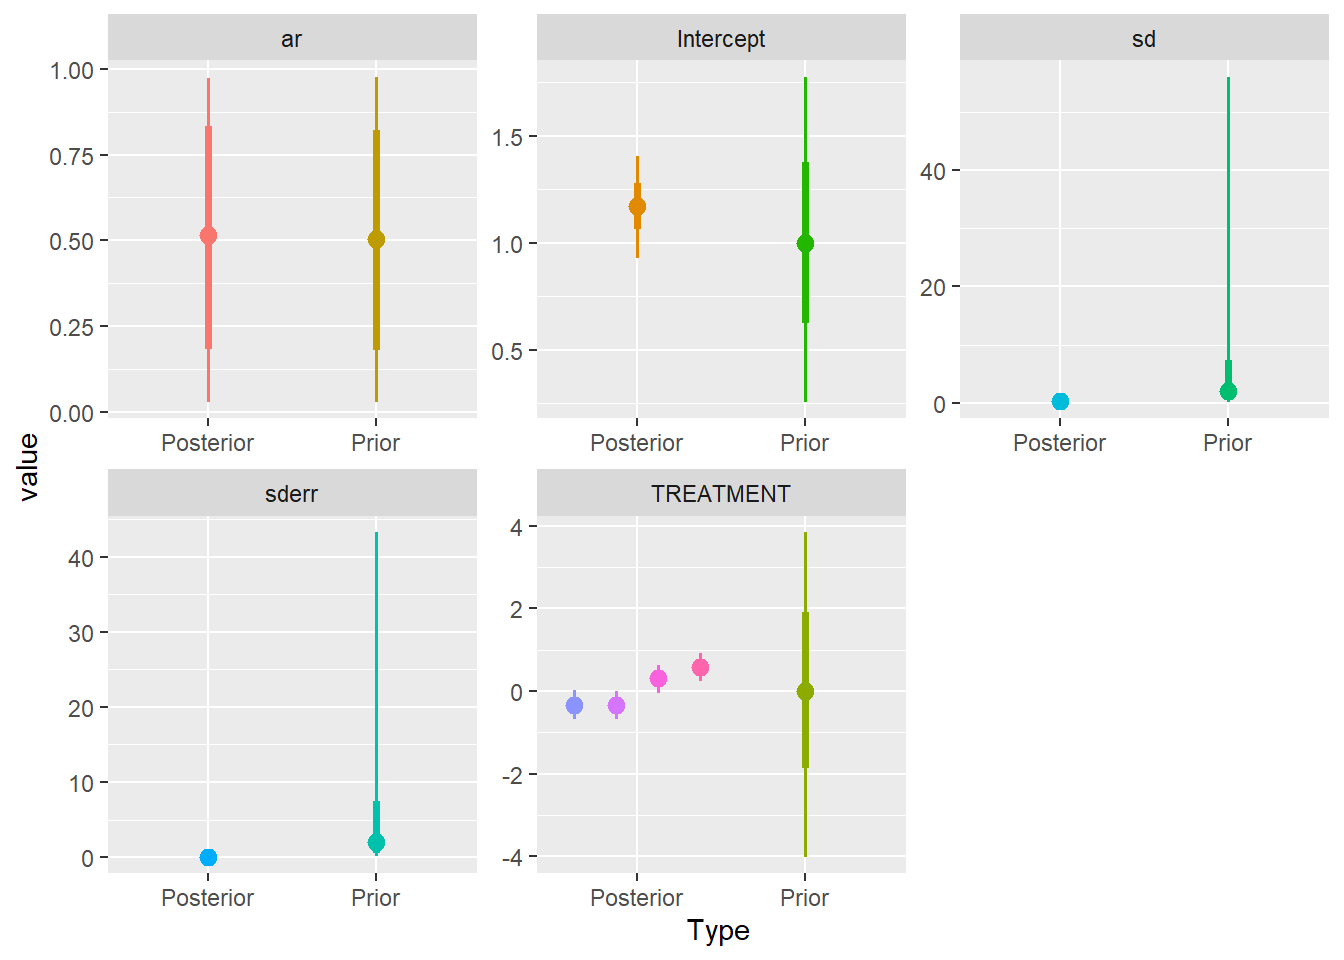 ar
Intercept
sd
1.00
0.75
0.50
0.25
0.00
1.5
1.0
0.5
40
20
0
Posterior
Prior
Posterior
Prior
Posterior
Prior
value
sderr
TREATMENT
40
30
20
10
0
4
2
0
-2
-4
Posterior
Prior
Posterior
Prior
Type